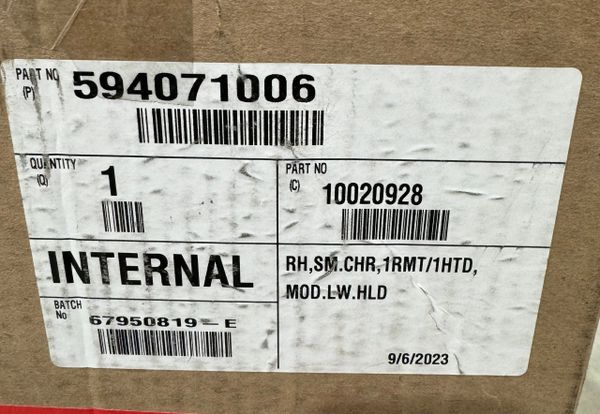 PART NO
(P)
594071006
QUANTITY
(Q)
1
PART NO
(C)
10020928
INTERNAL
RH,SM.CHR,1RMT/1HTD,
MOD.LW.HLD
BATCH
No
67950819-E
9/6/2023